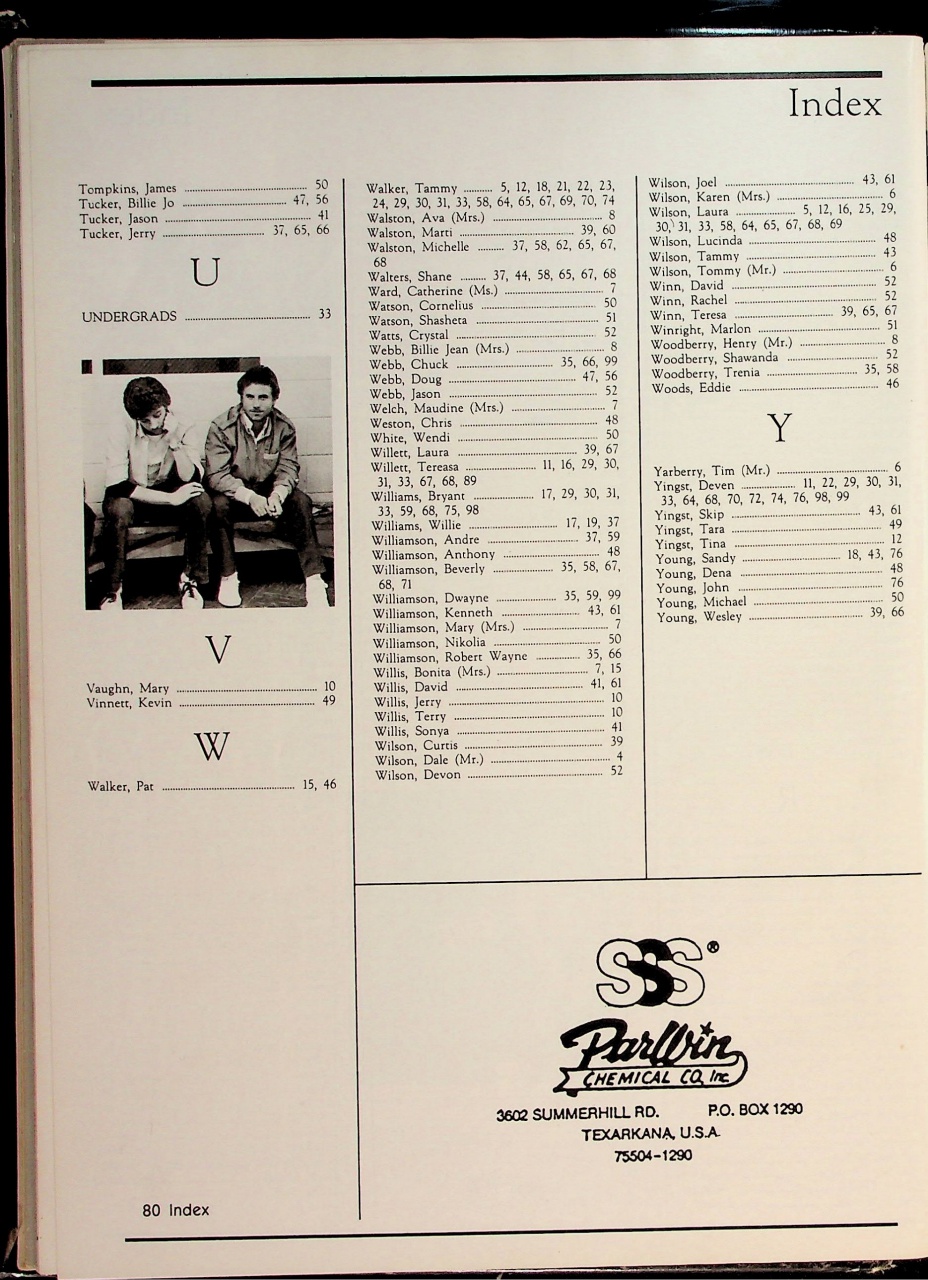 Index
Tompkins, James .......... 50
Tucker, Billie Jo .......... 47, 56
Tucker, Jason .......... 41
Tucker, Jerry .......... 37, 65, 66
U
UNDERGRADS .......... 33
V
Vaughn, Mary .......... 10
Vinnett, Kevin .......... 49
W
Walker, Pat .......... 15, 46
Walker, Tammy .......... 5, 12, 18, 21, 22, 23,
24, 29, 30, 31, 33, 58, 64, 65, 67, 69, 70, 74
Walston, Ava (Mrs.) .......... 8
Walston, Marti .......... 39, 60
Walston, Michelle .......... 37, 58, 62, 65, 67,
68
Walters, Shane .......... 37, 44, 58, 65, 67, 68
Ward, Catherine (Ms.) .......... 7
Watson, Cornelius .......... 50
Watson, Shasheta .......... 51
Watts, Crystal .......... 52
Webb, Billie Jean (Mrs.) .......... 8
Webb, Chuck .......... 35, 66, 99
Webb, Doug .......... 47, 56
Webb, Jason .......... 52
Welch, Maudine (Mrs.) .......... 7
Weston, Chris .......... 48
White, Wendi .......... 50
Willett, Laura .......... 39, 67
Willett, Tereasa .......... 11, 16, 29, 30,
31, 33, 67, 68, 89
Williams, Bryant .......... 17, 29, 30, 31,
33, 59, 68, 75, 98
Williams, Willie .......... 17, 19, 37
Williamson, Andre .......... 37, 59
Williamson, Anthony .......... 48
Williamson, Beverly .......... 35, 58, 67,
68, 71
Williamson, Dwayne .......... 35, 59, 99
Williamson, Kenneth .......... 43, 61
Williamson, Mary (Mrs.) .......... 7
Williamson, Nikolia .......... 50
Williamson, Robert Wayne .......... 35, 66
Willis, Bonita (Mrs.) .......... 7, 15
Willis, David .......... 41, 61
Willis, Jerry .......... 10
Willis, Terry .......... 10
Willis, Sonya .......... 41
Wilson, Curtis .......... 39
Wilson, Dale (Mr.) .......... 4
Wilson, Devon .......... 52
Wilson, Joel .......... 43, 61
Wilson, Karen (Mrs.) .......... 6
Wilson, Laura .......... 5, 12, 16, 25, 29,
30, 31, 33, 58, 64, 65, 67, 68, 69
Wilson, Lucinda .......... 48
Wilson, Tammy .......... 43
Wilson, Tommy (Mr.) .......... 6
Winn, David .......... 52
Winn, Rachel .......... 52
Winn, Teresa .......... 39, 65, 67
Winright, Marlon .......... 51
Woodberry, Henry (Mr.) .......... 8
Woodberry, Shawanda .......... 52
Woodberry, Trenia .......... 35, 58
Woods, Eddie .......... 46
Y
Yarberry, Tim (Mr.) .......... 6
Yingst, Deven .......... 11, 22, 29, 30, 31,
33, 64, 68, 70, 72, 74, 76, 98, 99
Yingst, Skip .......... 43, 61
Yingst, Tara .......... 49
Yingst, Tina .......... 12
Young, Sandy .......... 18, 43, 76
Young, Dena .......... 48
Young, John .......... 76
Young, Michael .......... 50
Young, Wesley .......... 39, 66
SSS®
ParWin
CHEMICAL CO. Inc.
3602 SUMMERHILL RD. P.O. BOX 1290
TEXARKANA, U.S.A.
75504-1290
80 Index